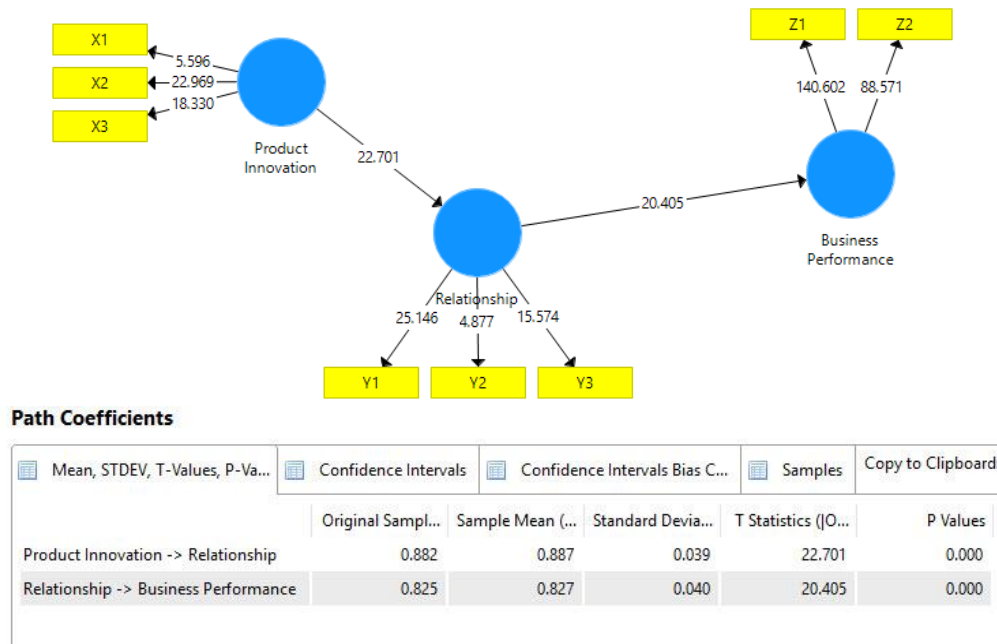 Z1 Z2
X1
5.596
X2
22.969
X3
18.330
140.602 88.571
Product
Innovation
22.701
20.405
Business
Performance
Relationship
25.146 4.877 15.574
Y1 Y2 Y3
Path Coefficients
Mean, STDEV, T-Values, P-Va... Confidence Intervals Confidence Intervals Bias C... Samples Copy to Clipboard
Original Sampl... Sample Mean (... Standard Devia... T Statistics (|O... P Values
Product Innovation -> Relationship 0.882 0.887 0.039 22.701 0.000
Relationship -> Business Performance 0.825 0.827 0.040 20.405 0.000